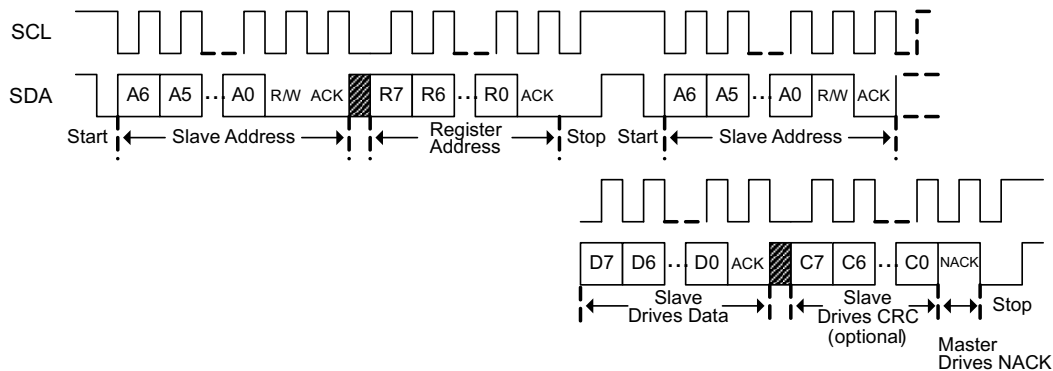 SCL
SDA
A6 A5 ... A0 R/W ACK R7 R6 ... R0 ACK A6 A5 ... A0 R/W ACK
Start Slave Address Register Address Stop Start Slave Address
D7 D6 ... D0 ACK C7 C6 ... C0 NACK
Slave Drives Data
Slave Drives CRC (optional)
Stop
Master Drives NACK